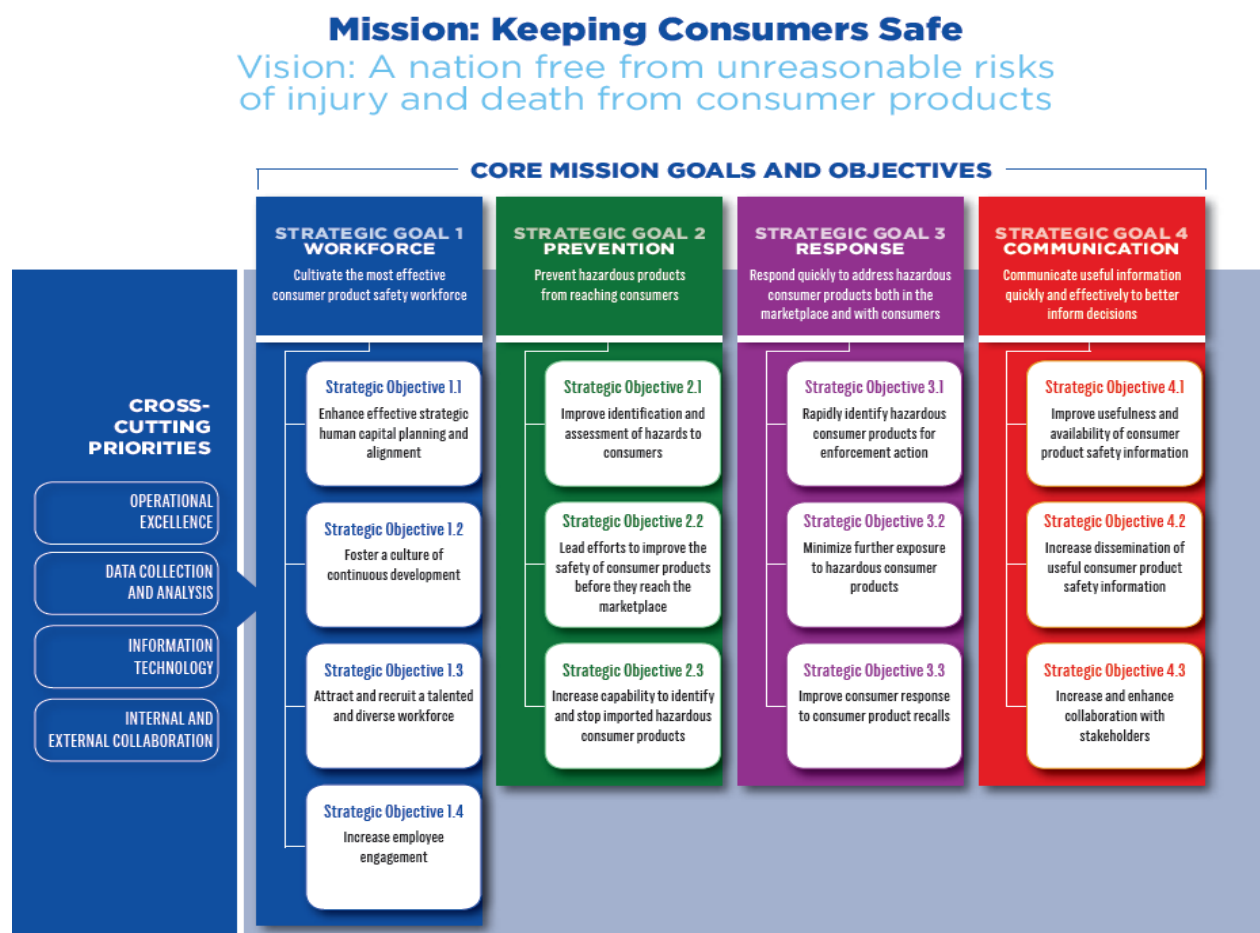 Mission: Keeping Consumers Safe
Vision: A nation free from unreasonable risks
of injury and death from consumer products
CORE MISSION GOALS AND OBJECTIVES
CROSS-
CUTTING
PRIORITIES
OPERATIONAL
EXCELLENCE
DATA COLLECTION
AND ANALYSIS
INFORMATION
TECHNOLOGY
INTERNAL AND
EXTERNAL COLLABORATION
STRATEGIC GOAL 1
WORKFORCE
Cultivate the most effective
consumer product safety workforce
Strategic Objective 1.1
Enhance effective strategic
human capital planning and
alignment
Strategic Objective 1.2
Foster a culture of
continuous development
Strategic Objective 1.3
Attract and recruit a talented
and diverse workforce
Strategic Objective 1.4
Increase employee
engagement
STRATEGIC GOAL 2
PREVENTION
Prevent hazardous products
from reaching consumers
Strategic Objective 2.1
Improve identification and
assessment of hazards to
consumers
Strategic Objective 2.2
Lead efforts to improve the
safety of consumer products
before they reach the
marketplace
Strategic Objective 2.3
Increase capability to identify
and stop imported hazardous
consumer products
STRATEGIC GOAL 3
RESPONSE
Respond quickly to address hazardous
consumer products both in the
marketplace and with consumers
Strategic Objective 3.1
Rapidly identify hazardous
consumer products for
enforcement action
Strategic Objective 3.2
Minimize further exposure
to hazardous consumer
products
Strategic Objective 3.3
Improve consumer response
to consumer product recalls
STRATEGIC GOAL 4
COMMUNICATION
Communicate useful information
quickly and effectively to better
inform decisions
Strategic Objective 4.1
Improve usefulness and
availability of consumer
product safety information
Strategic Objective 4.2
Increase dissemination of
useful consumer product
safety information
Strategic Objective 4.3
Increase and enhance
collaboration with
stakeholders